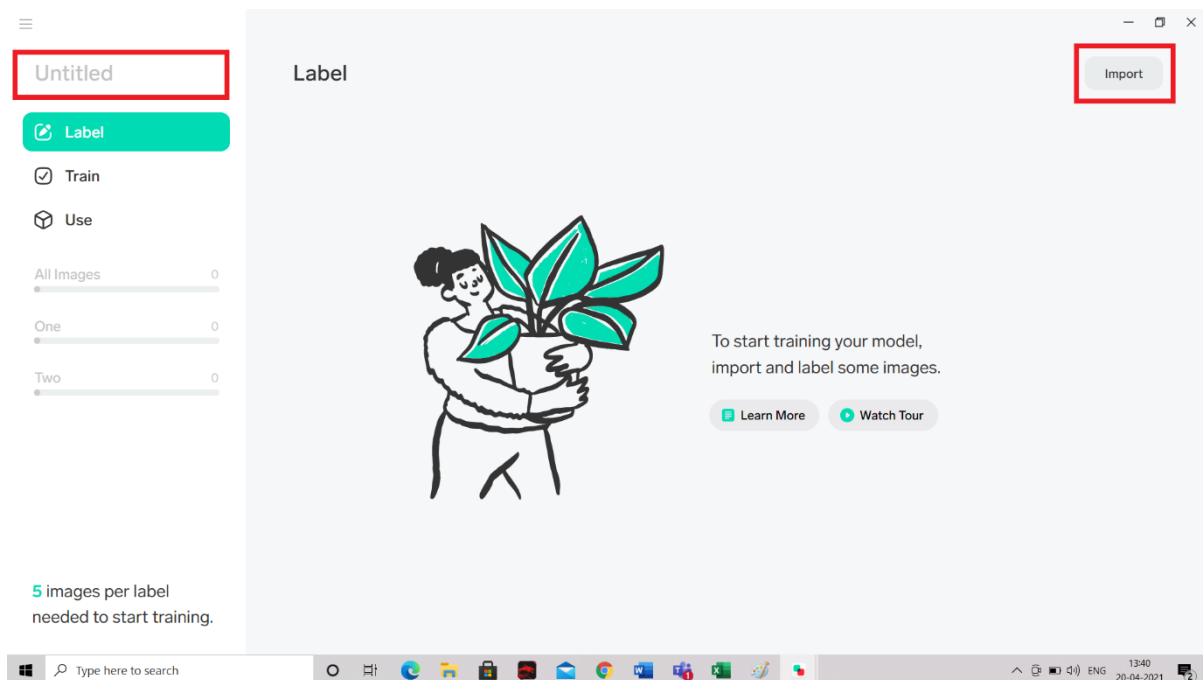 Untitled
Label
Import
Label
Train
Use
All Images 0
One 0
Two 0
To start training your model,
import and label some images.
Learn More Watch Tour
5 images per label
needed to start training.
Type here to search
ENG
13:40
20-04-2021